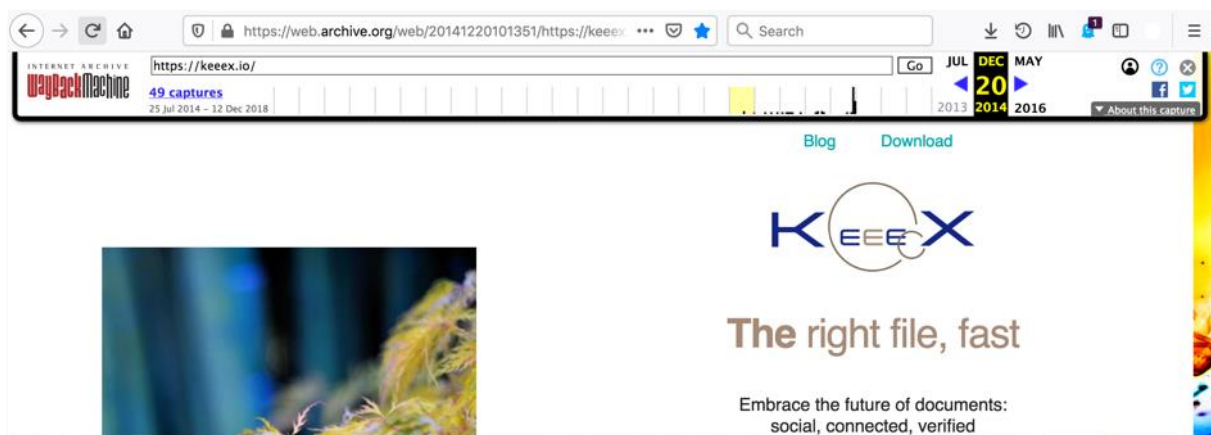 https://web.archive.org/web/20141220101351/https://keeex
Search
INTERNET ARCHIVE
WayBackMachine
https://keeex.io/
Go
JUL DEC MAY
49 captures
20
25 Jul 2014 – 12 Dec 2018
2013 2014 2016
▼ About this capture
1
Blog Download
KEEEX
The right file, fast
Embrace the future of documents:
social, connected, verified